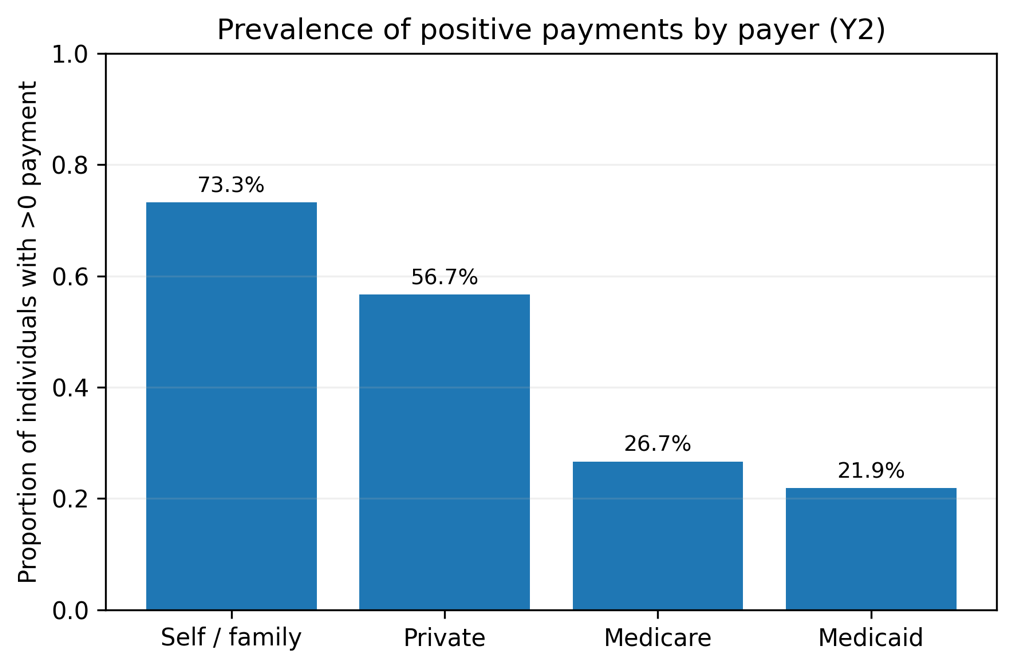 Prevalence of positive payments by payer (Y2)
Proportion of individuals with >0 payment
1.0
0.8
0.6
0.4
0.2
0.0
73.3%
56.7%
26.7%
21.9%
Self / family
Private
Medicare
Medicaid